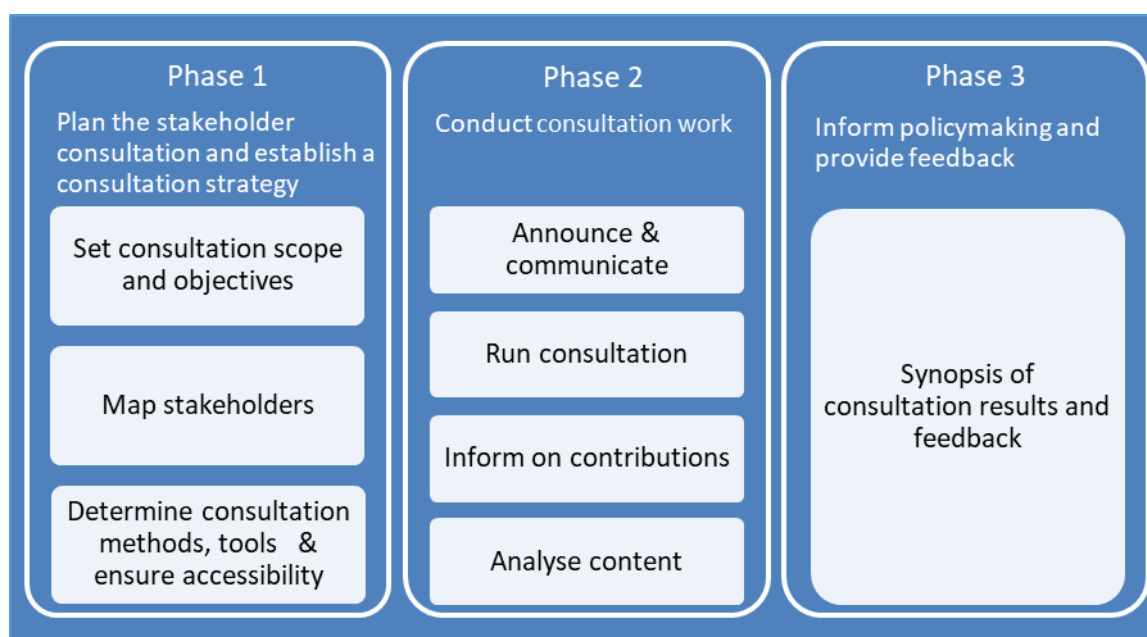 Phase 1
Plan the stakeholder
consultation and establish a
consultation strategy
Set consultation scope
and objectives
Map stakeholders
Determine consultation
methods, tools & 
ensure accessibility
Phase 2
Conduct consultation work
Announce &
communicate
Run consultation
Inform on contributions
Analyse content
Phase 3
Inform policymaking and
provide feedback
Synopsis of
consultation results and
feedback